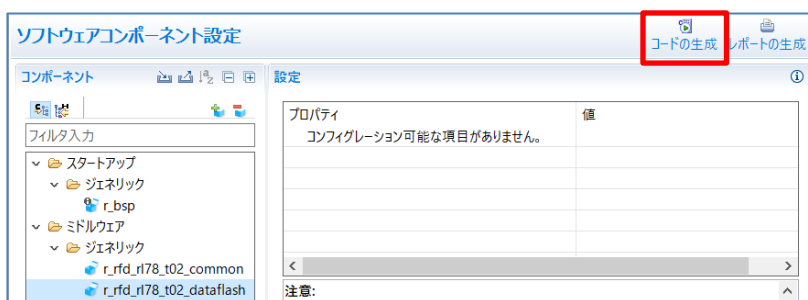 ソフトウェアコンポーネント設定
コードの生成 レポートの生成
コンポーネント
設定
フィルタ入力
スタートアップ
ジェネリック
r_bsp
ミドルウェア
ジェネリック
r_rfd_rl78_t02_common
r_rfd_rl78_t02_dataflash
プロパティ 値
コンフィグレーション可能な項目がありません。
注意: